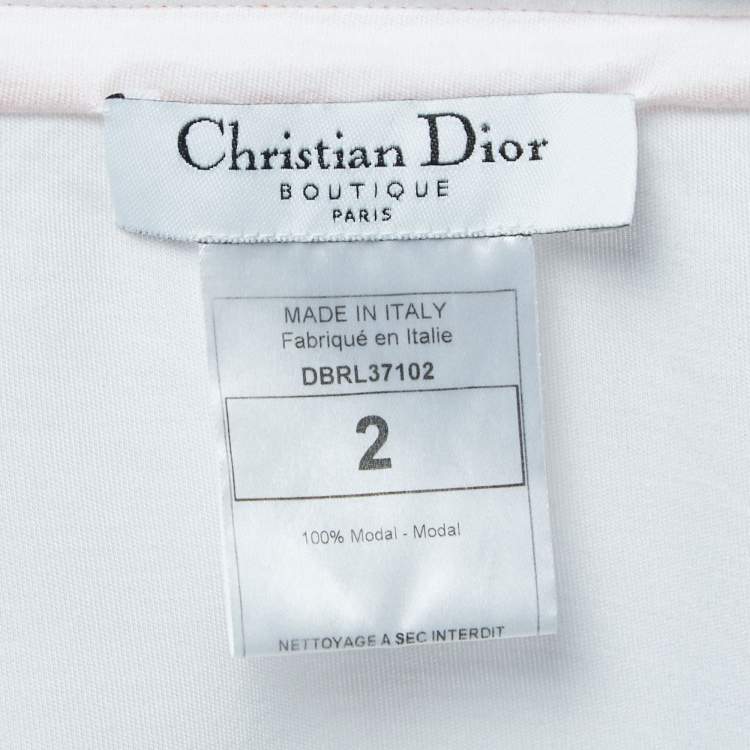 Christian Dior
BOUTIQUE
PARIS
MADE IN ITALY
Fabriqué en Italie
DBRL37102
2
100% Modal - Modal
NETTOYAGE A SEC INTERDIT